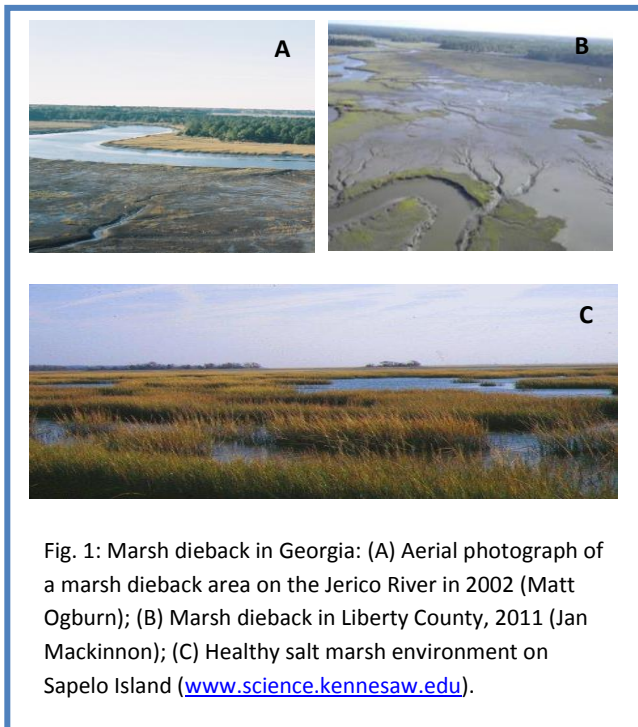 A
B
C
Fig. 1: Marsh dieback in Georgia: (A) Aerial photograph of
a marsh dieback area on the Jerico River in 2002 (Matt
Ogburn); (B) Marsh dieback in Liberty County, 2011 (Jan
Mackinnon); (C) Healthy salt marsh environment on
Sapelo Island (www.science.kennesaw.edu).